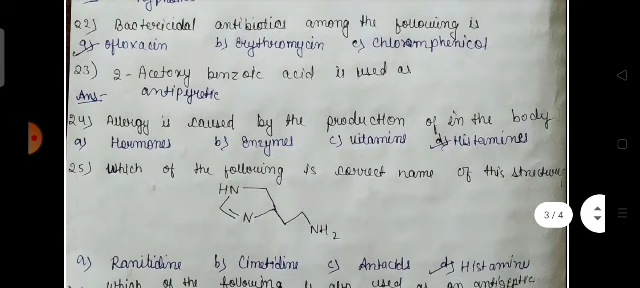 22) Bactericidal antibiotics among the following is
a) ofloxacin b) Erythromycin c) chloramphenicol
23) 2-Acetoxy benzoic acid is used as
Ans- antipyretic
24) Allergy is caused by the production of in the body
a) Hormones b) Enzymes c) vitamine d) Histamines
25) which of the following is correct name of this structure
HN
N
NH2
3/4
a) Ranitidine b) Cimetidine c) Antacids d) Histamine
which of the following is also used as an antiseptic